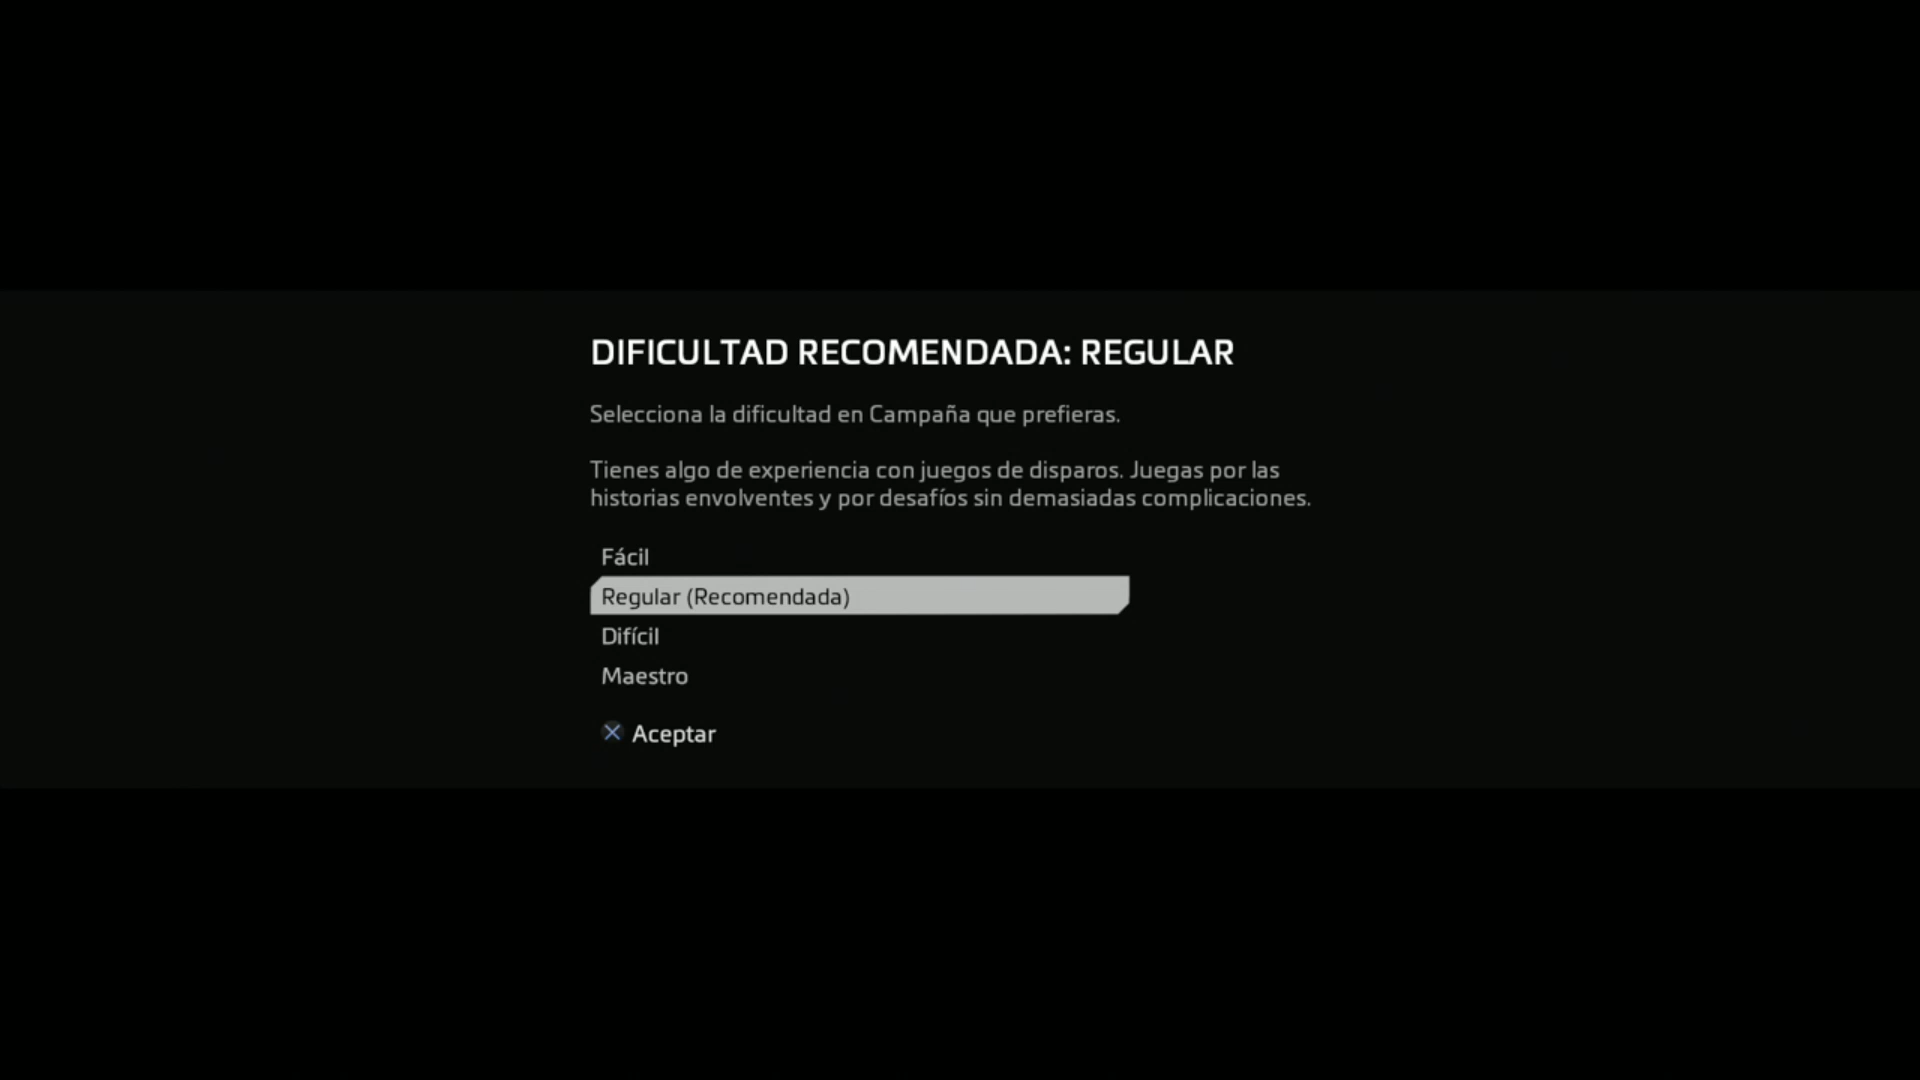 DIFICULTAD RECOMENDADA: REGULAR
Selecciona la dificultad en Campaña que prefieras.
Tienes algo de experiencia con juegos de disparos. Juegas por las
historias envolventes y por desafíos sin demasiadas complicaciones.
Fácil
Regular (Recomendada)
Difícil
Maestro
Aceptar